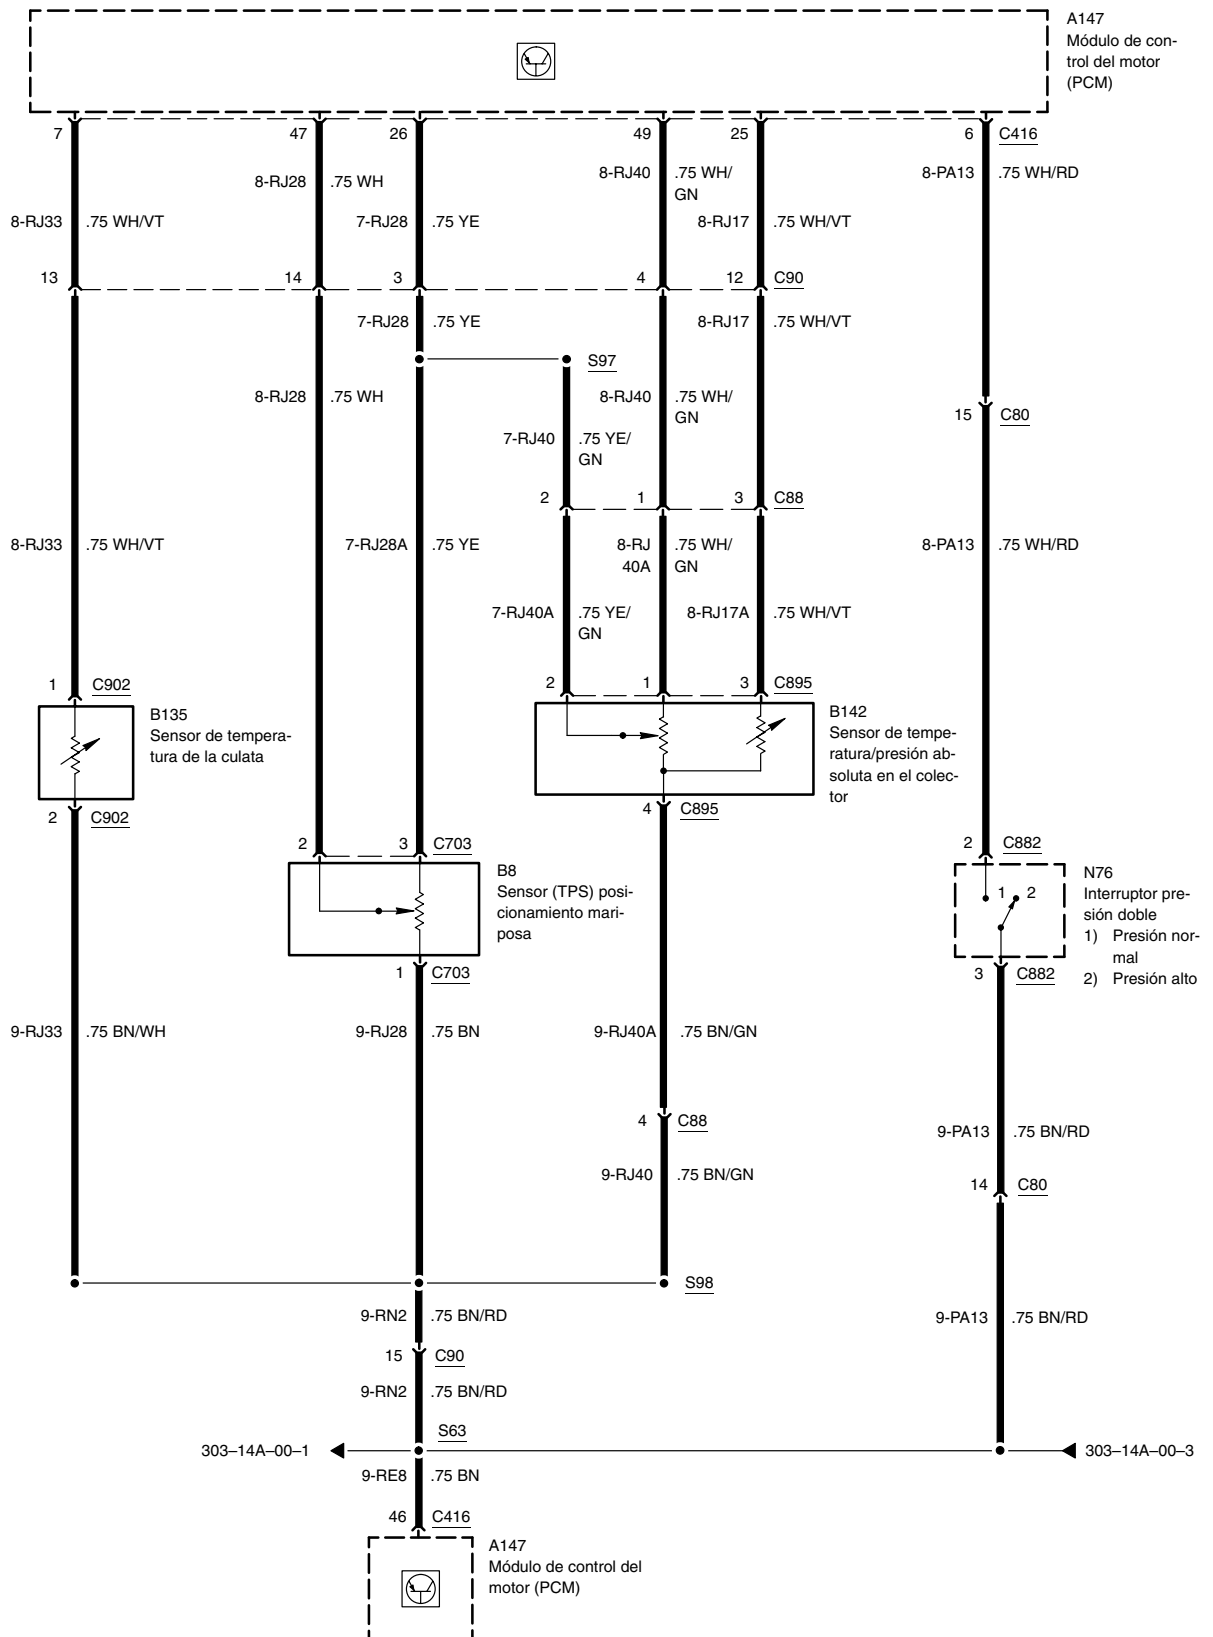 A147
Módulo de con-
trol del motor
(PCM)
7 47 26 49 25 6 C416
8-RJ28 .75 WH
8-RJ40 .75 WH/
GN
8-PA13 .75 WH/RD
8-RJ33 .75 WH/VT
7-RJ28 .75 YE
8-RJ17 .75 WH/VT
13 14 3 4 12 C90
7-RJ28 .75 YE
8-RJ17 .75 WH/VT
S97
8-RJ28 .75 WH
8-RJ40 .75 WH/
GN
15 C80
7-RJ40 .75 YE/
GN
2 1 3 C88
8-RJ33 .75 WH/VT
7-RJ28A .75 YE
8-RJ .75 WH/
40A GN
8-PA13 .75 WH/RD
7-RJ40A .75 YE/
GN
8-RJ17A .75 WH/VT
1 C902
2 1 3 C895
B135
Sensor de tempera-
tura de la culata
B142
Sensor de tempe-
ratura/presión ab-
soluta en el colec-
tor
2 C902
4 C895
2 3 C703
2 C882
B8
Sensor (TPS) posi-
cionamiento mari-
posa
1 2
N76
Interruptor pre-
sión doble
1) Presión nor-
mal
2) Presión alto
1 C703
3 C882
9-RJ33 .75 BN/WH
9-RJ28 .75 BN
9-RJ40A .75 BN/GN
4 C88
9-PA13 .75 BN/RD
9-RJ40 .75 BN/GN
14 C80
S98
9-RN2 .75 BN/RD
9-PA13 .75 BN/RD
15 C90
9-RN2 .75 BN/RD
S63
303–14A–00–1
303–14A–00–3
9-RE8 .75 BN
46 C416
A147
Módulo de control del
motor (PCM)